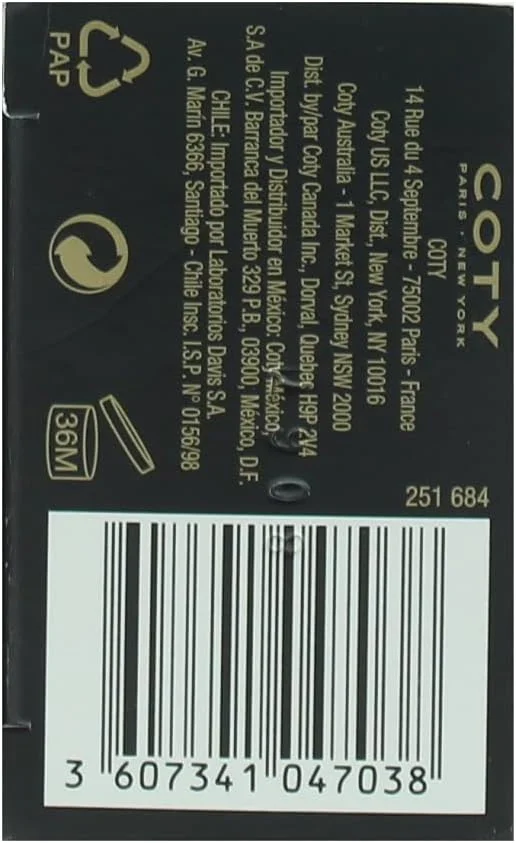 COTY
PARIS · NEW YORK
COTY
14 Rue du 4 Septembre - 75002 Paris - France
Coty US LLC, Dist., New York, NY 10016
Coty Australia - 1 Market St, Sydney NSW 2000
Dist. by/par Coty Canada Inc., Dorval, Quebec H9P 2V4
Importador y Distribuidor en México: Coty México,
S.A de C.V. Barranca del Muerto 329 P.B., 03900, México, D.F.
CHILE: Importado por Laboratorios Davis S.A.
Av. G. Marín 6366, Santiago - Chile Insc. I.S.P. N° 0156/98
PAP
36M
251 684
3 607341 047038